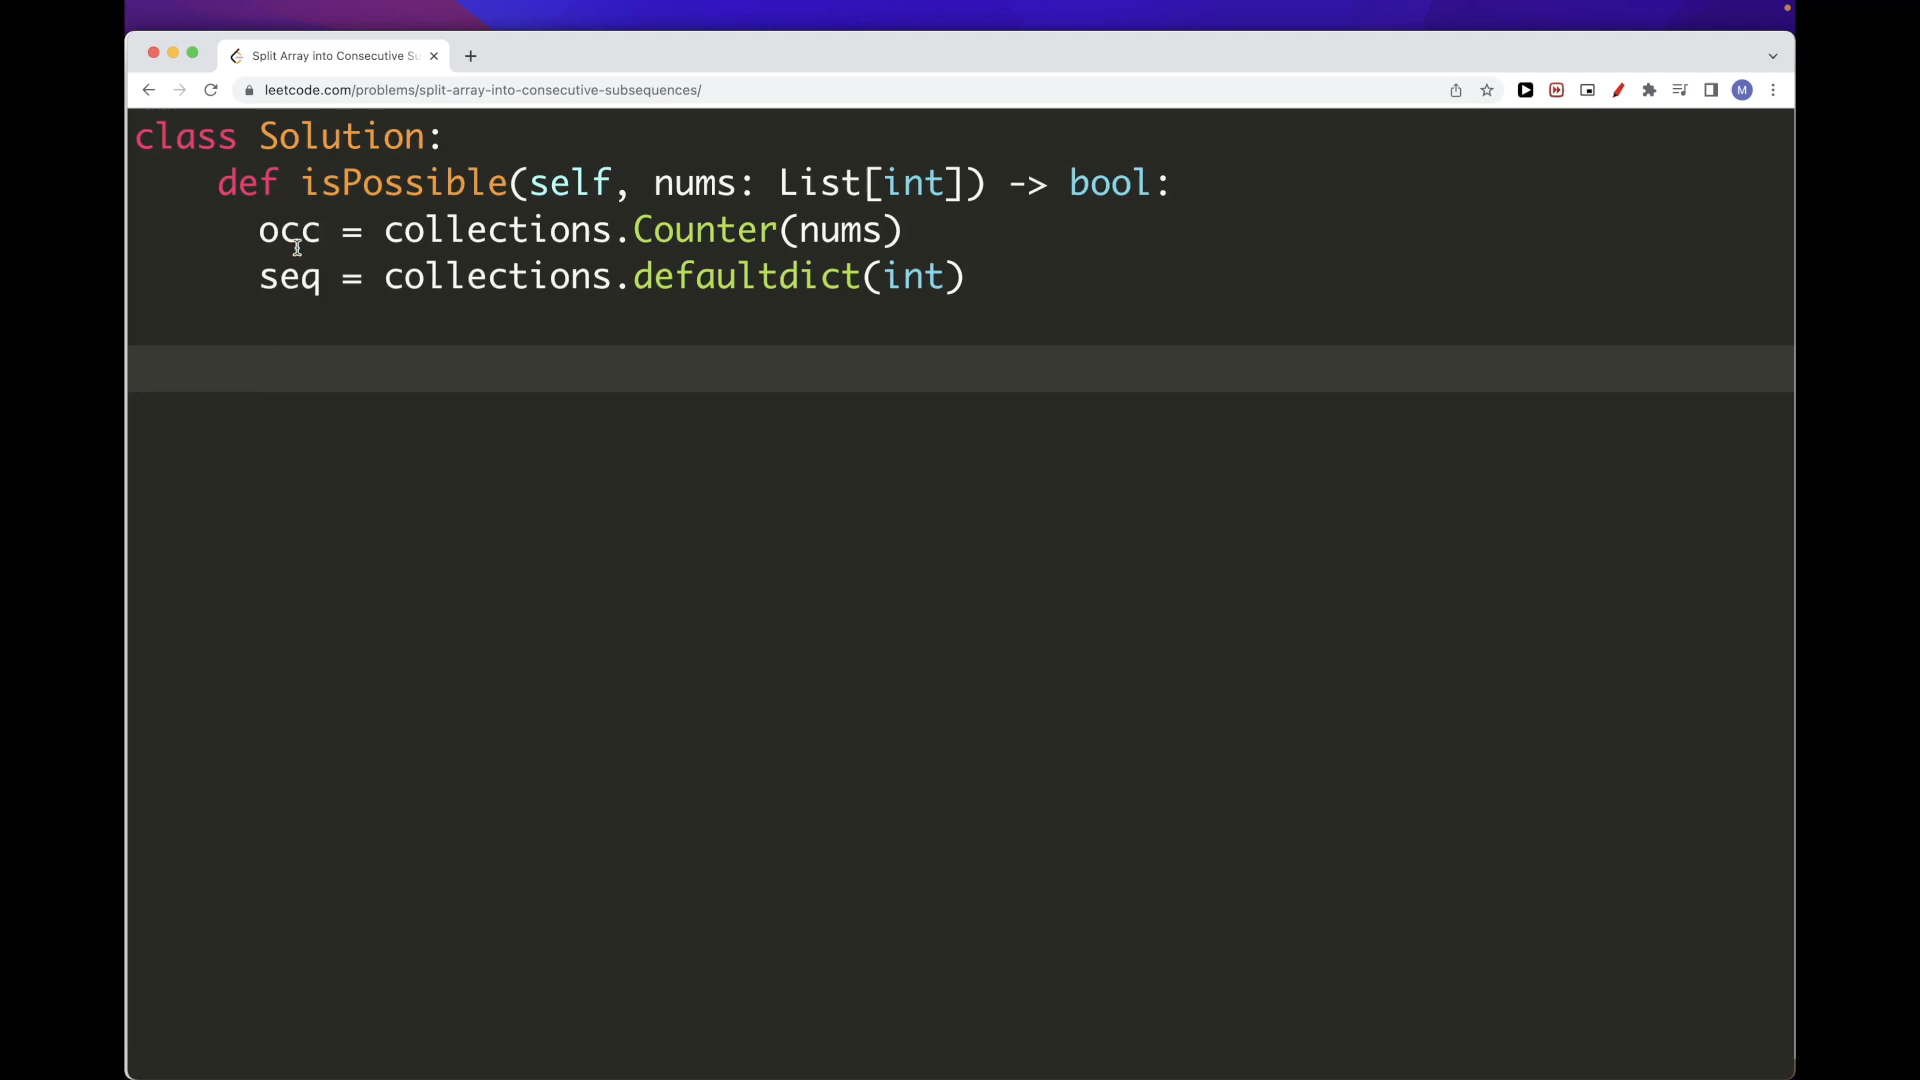 Split Array into Consecutive Su
leetcode.com/problems/split-array-into-consecutive-subsequences/
M
class Solution:
    def isPossible(self, nums: List[int]) -> bool:
      occ = collections.Counter(nums)
      seq = collections.defaultdict(int)